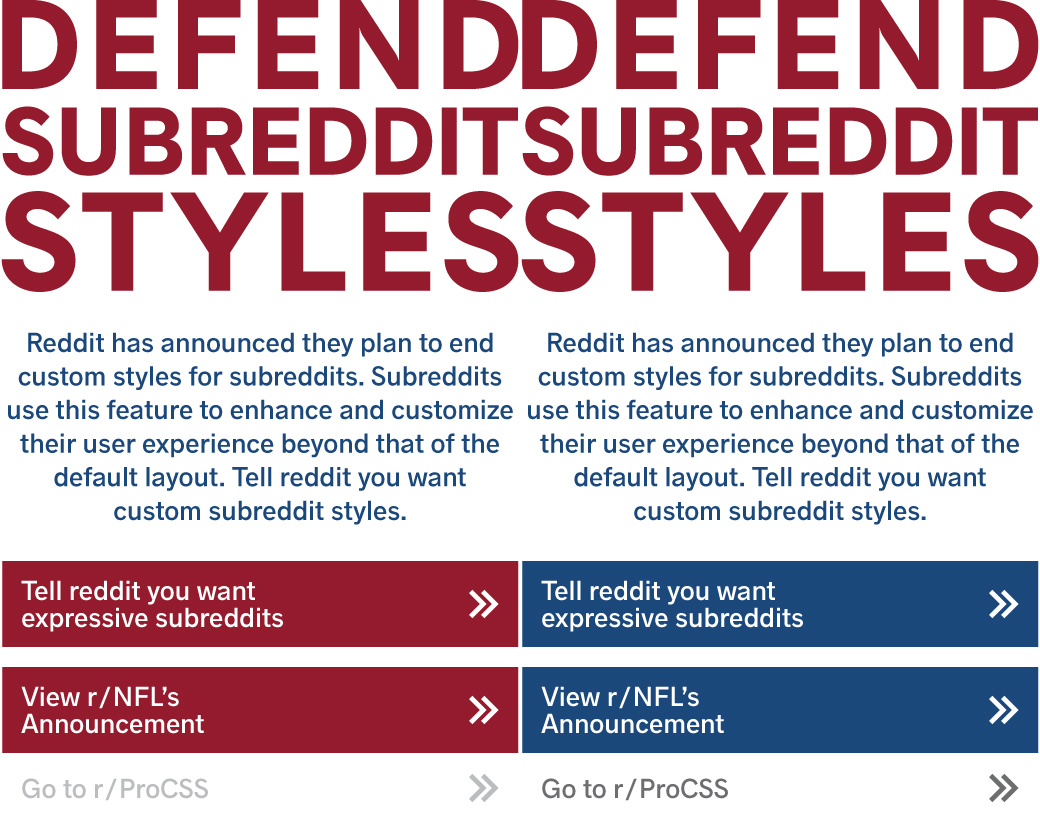 DEFEND
SUBREDDIT
STYLES
Reddit has announced they plan to end
custom styles for subreddits. Subreddits
use this feature to enhance and customize
their user experience beyond that of the
default layout. Tell reddit you want
custom subreddit styles.
Tell reddit you want
expressive subreddits
View r/NFL’s
Announcement
Go to r/ProCSS
DEFEND
SUBREDDIT
STYLES
Reddit has announced they plan to end
custom styles for subreddits. Subreddits
use this feature to enhance and customize
their user experience beyond that of the
default layout. Tell reddit you want
custom subreddit styles.
Tell reddit you want
expressive subreddits
View r/NFL’s
Announcement
Go to r/ProCSS